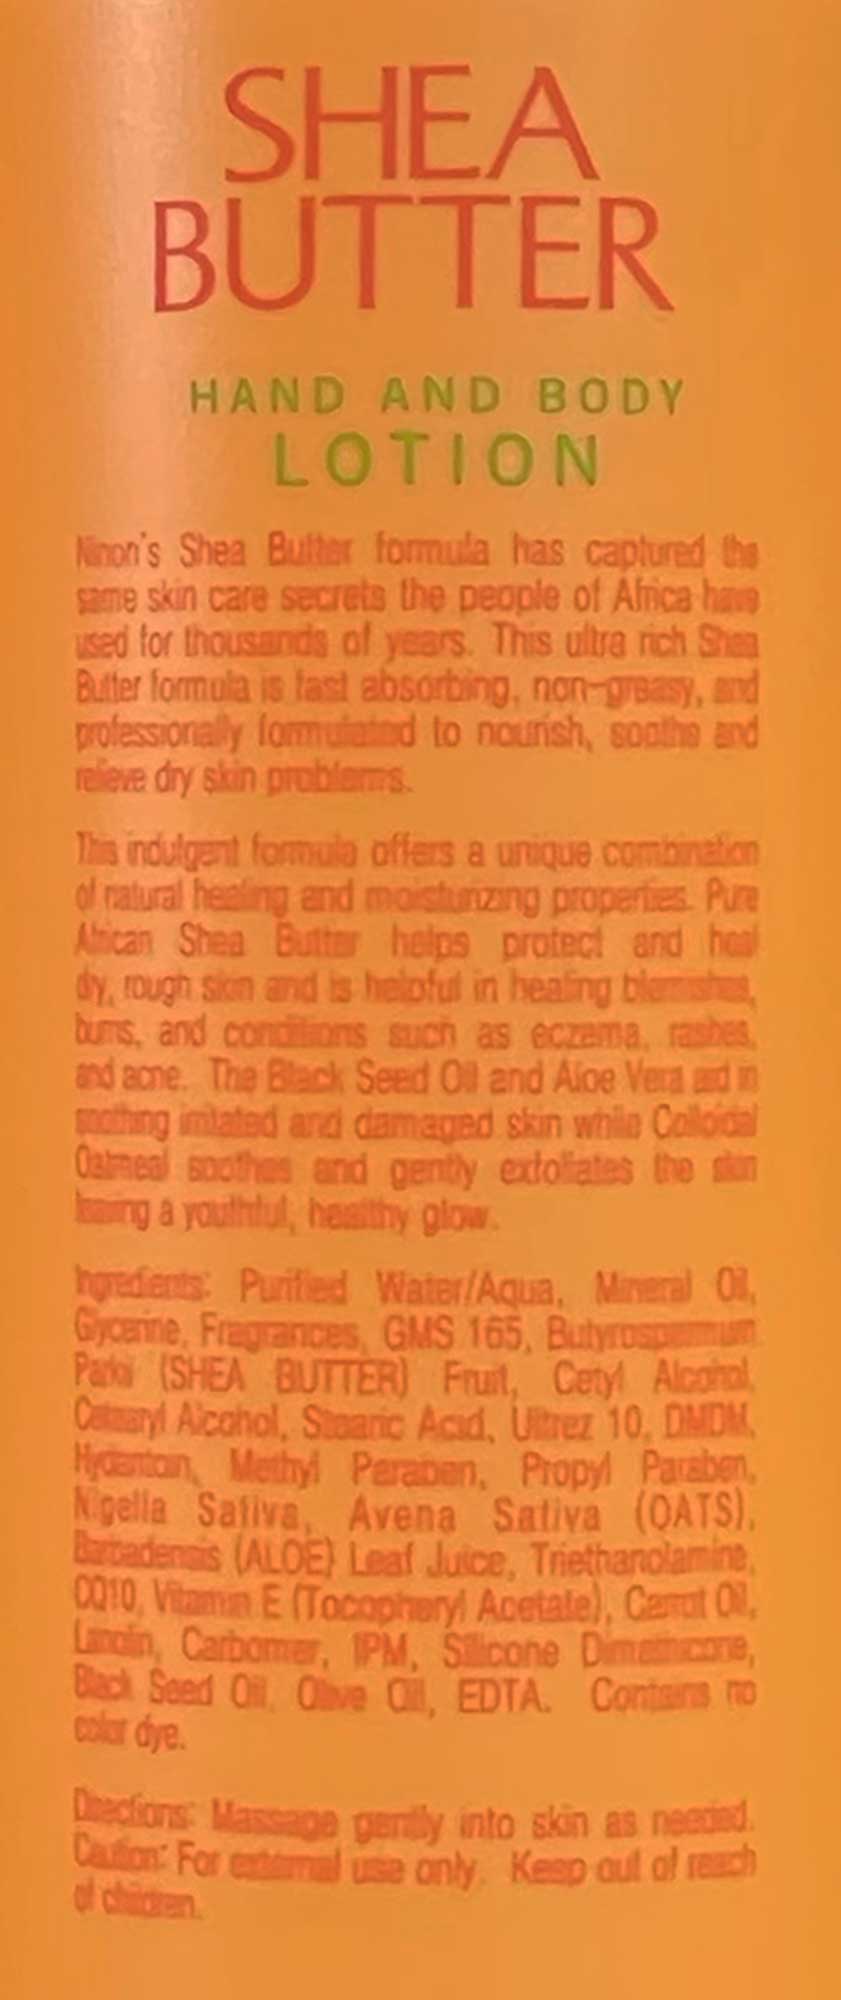 SHEA
BUTTER
HAND AND BODY
LOTION
Ninon's Shea Butter formula has captured the
same skin care secrets the people of Africa have
used for thousands of years. This ultra rich Shea
Butter formula is fast absorbing, non-greasy, and
professionally formulated to nourish, soothe and
relieve dry skin problems.
This indulgent formula offers a unique combination
of natural healing and moisturizing properties. Pure
African Shea Butter helps protect and heal
dry, rough skin and is helpful in healing blemishes,
burns, and conditions such as eczema, rashes,
and acne. The Black Seed Oil and Aloe Vera aid in
soothing irritated and damaged skin while Colloidal
Oatmeal soothes and gently exfoliates the skin
leaving a youthful, healthy glow.
Ingredients: Purified Water/Aqua, Mineral Oil,
Glycerine, Fragrances, GMS 165, Butyrospermum
Parkii (SHEA BUTTER) Fruit, Cetyl Alcohol,
Cetearyl Alcohol, Stearic Acid, Ultrez 10, DMDM,
Hydantoin, Methyl Paraben, Propyl Paraben,
Nigella Sativa, Avena Sativa (OATS),
Barbadensis (ALOE) Leaf Juice, Triethanolamine,
CQ10, Vitamin E (Tocopheryl Acetate), Carrot Oil,
Lanolin, Carbomer, IPM, Silicone Dimethicone,
Black Seed Oil, Olive Oil, EDTA. Contains no
color dye.
Directions: Massage gently into skin as needed.
Caution: For external use only. Keep out of reach
of children.